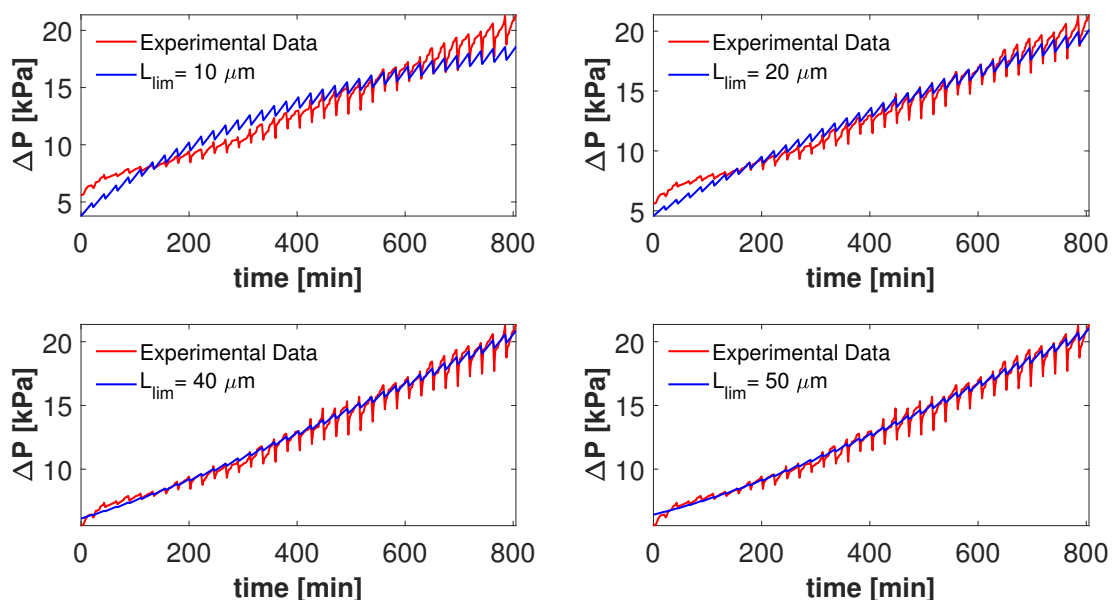 20
15
10
5
ΔP [kPa]
Experimental Data
L_lim= 10 μm
0 200 400 600 800
time [min]
20
15
10
5
ΔP [kPa]
Experimental Data
L_lim= 20 μm
0 200 400 600 800
time [min]
20
15
10
ΔP [kPa]
Experimental Data
L_lim= 40 μm
0 200 400 600 800
time [min]
20
15
10
ΔP [kPa]
Experimental Data
L_lim= 50 μm
0 200 400 600 800
time [min]